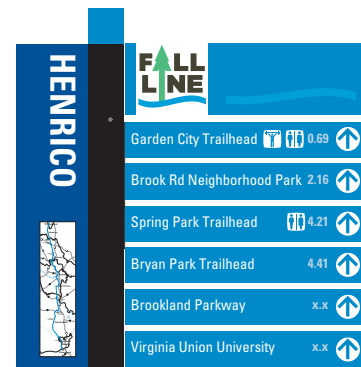 HENRICO
FALL
LINE
Garden City Trailhead 0.69
Brook Rd Neighborhood Park 2.16
Spring Park Trailhead 4.21
Bryan Park Trailhead 4.41
Brookland Parkway x.x
Virginia Union University x.x